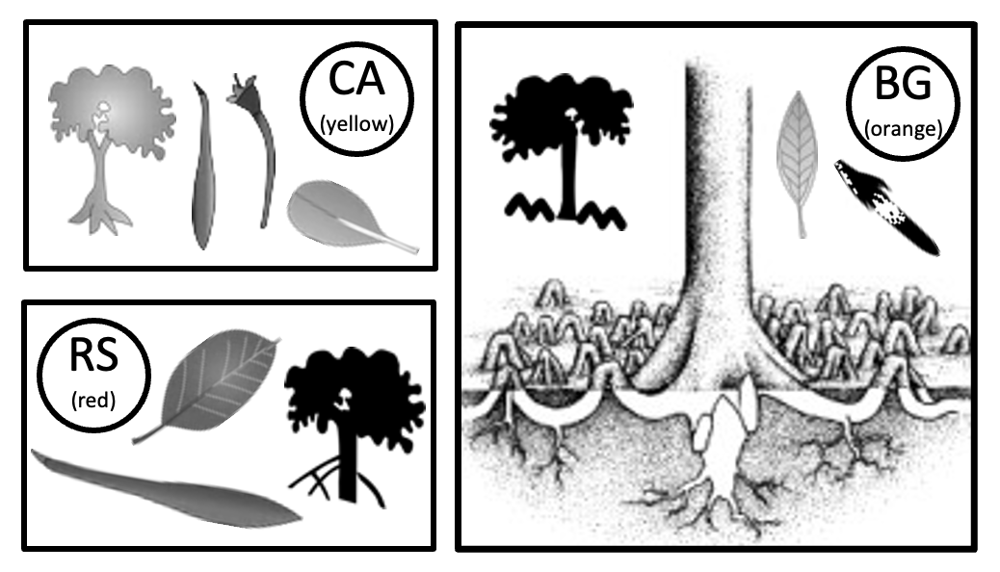 CA
(yellow)
BG
(orange)
RS
(red)